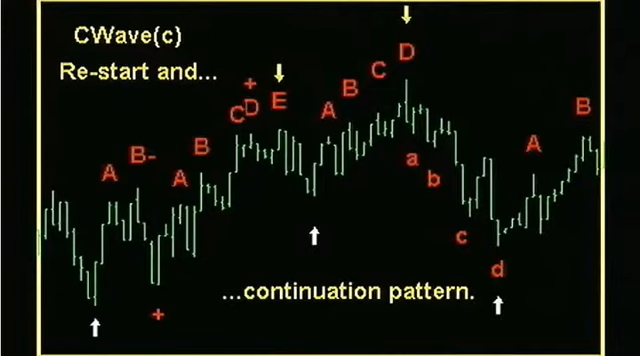 CWave(c)
Re-start and...
+
A
B-
A
B
C
D
E
A
B
C
D
a
b
c
d
A
B
+
...continuation pattern.